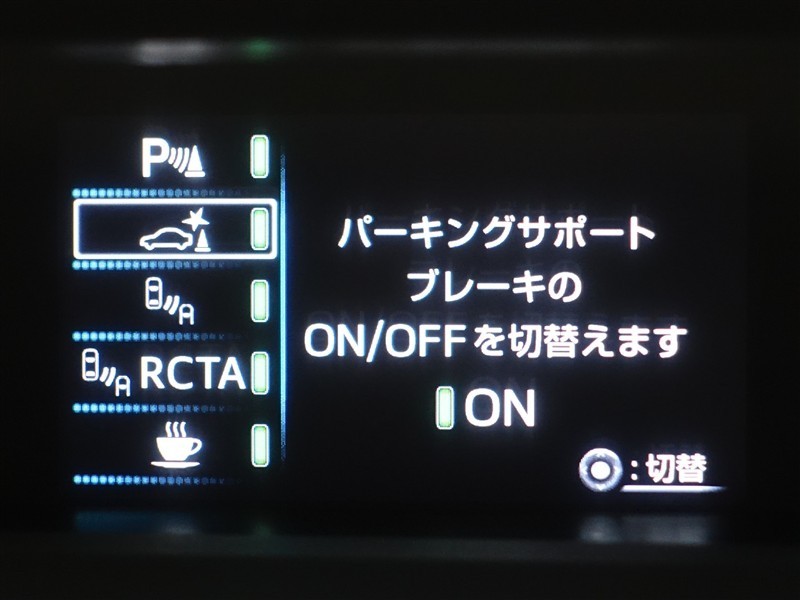 P
RCTA
パーキングサポート
ブレーキの
ON/OFFを切替えます
ON
:切替